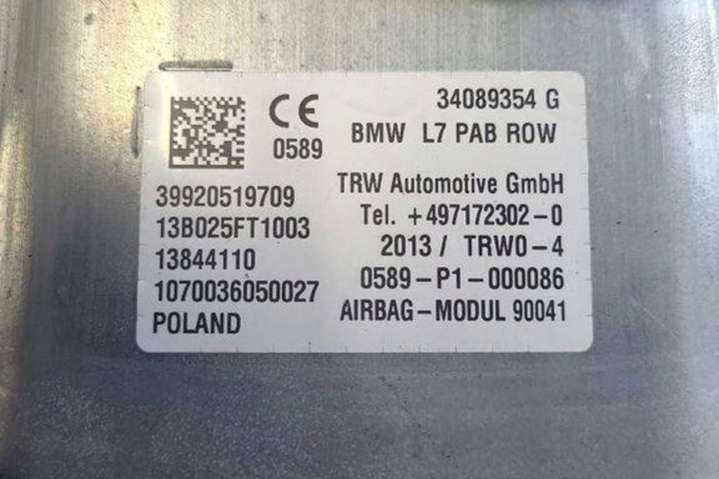 34089354 G
CE
0589
BMW L7 PAB ROW
39920519709
13B025FT1003
13844110
1070036050027
POLAND
TRW Automotive GmbH
Tel. +497172302-0
2013 / TRW0-4
0589-P1-000086
AIRBAG-MODUL 90041